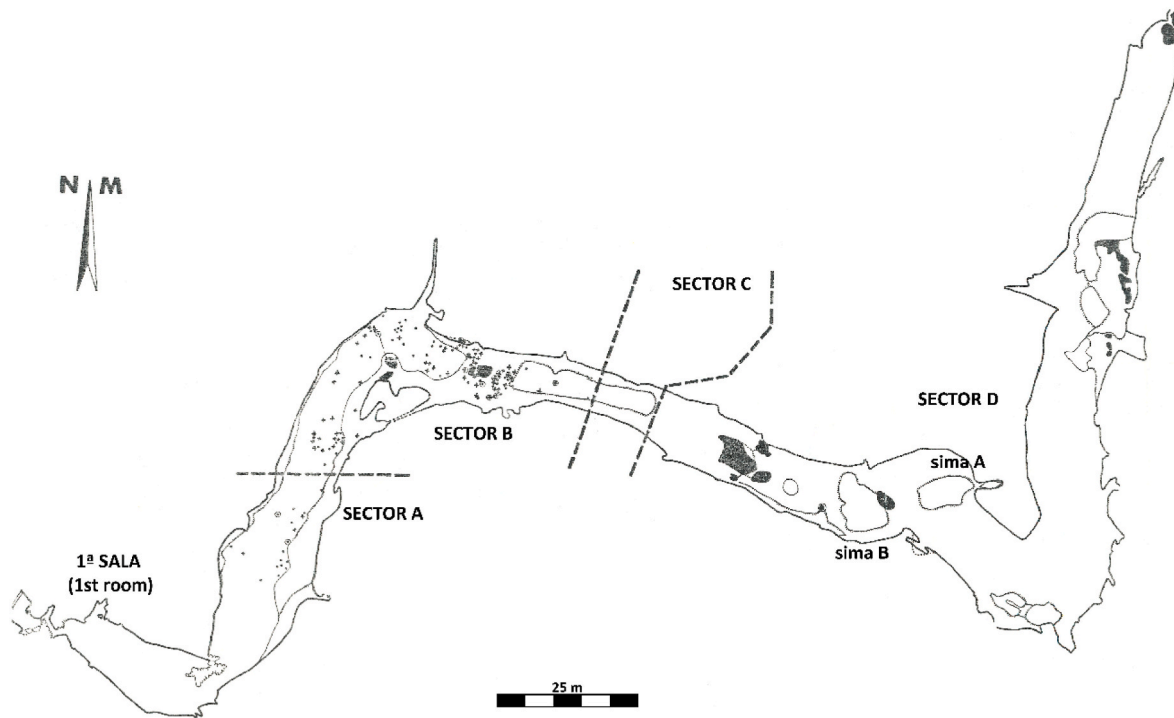 N M
SECTOR C
SECTOR D
SECTOR B
sima A
SECTOR A
sima B
1ª SALA
(1st room)
25 m